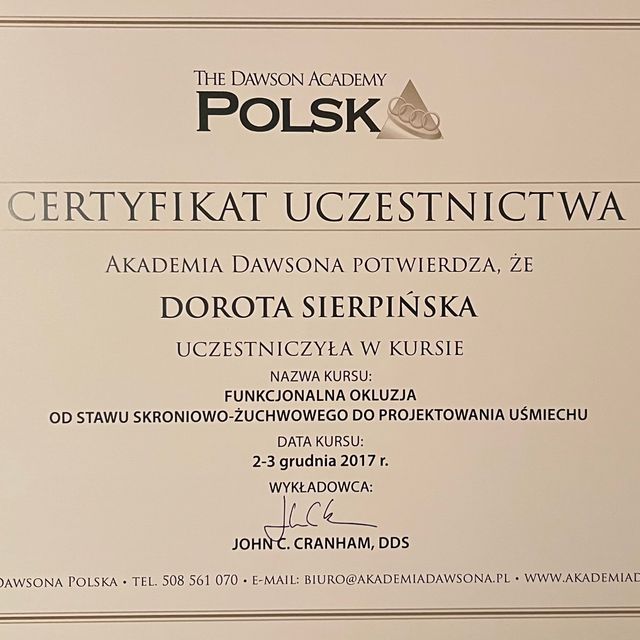 THE DAWSON ACADEMY
POLSK
CERTYFIKAT UCZESTNICTWA
AKADEMIA DAWSONA POTWIERDZA, ŻE
DOROTA SIERPIŃSKA
UCZESTNICZYŁA W KURSIE
NAZWA KURSU:
FUNKCJONALNA OKLUZJA
OD STAWU SKRONIOWO-ŻUCHWOWEGO DO PROJEKTOWANIA UŚMIECHU
DATA KURSU:
2-3 grudnia 2017 r.
WYKŁADOWCA:
JOHN C. CRANHAM, DDS
DAWSONA POLSKA • TEL. 508 561 070 • E-MAIL: BIURO@AKADEMIADAWSONA.PL • WWW.AKADEMIAD